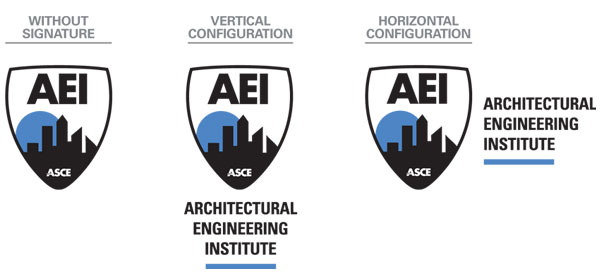 WITHOUT
SIGNATURE
AEI
ASCE
VERTICAL
CONFIGURATION
AEI
ASCE
ARCHITECTURAL
ENGINEERING
INSTITUTE
HORIZONTAL
CONFIGURATION
AEI
ASCE
ARCHITECTURAL
ENGINEERING
INSTITUTE